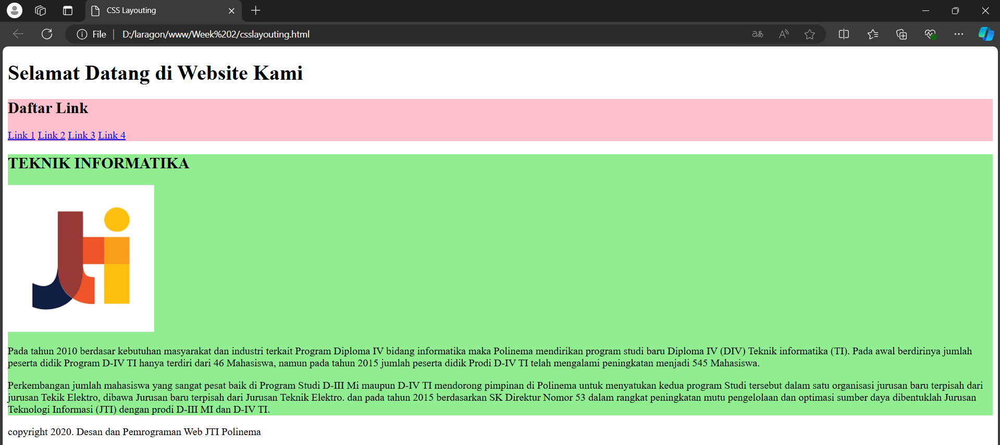 CSS Layouting
File
D:/laragon/www/Week%202/csslayouting.html
Selamat Datang di Website Kami
Daftar Link
Link 1 Link 2 Link 3 Link 4
TEKNIK INFORMATIKA
Jti
Pada tahun 2010 berdasar kebutuhan masyarakat dan industri terkait Program Diploma IV bidang informatika maka Polinema mendirikan program studi baru Diploma IV (DIV) Teknik informatika (TI). Pada awal berdirinya jumlah
peserta didik Program D-IV TI hanya terdiri dari 46 Mahasiswa, namun pada tahun 2015 jumlah peserta didik Prodi D-IV TI telah mengalami peningkatan menjadi 545 Mahasiswa.
Perkembangan jumlah mahasiswa yang sangat pesat baik di Program Studi D-III Mi maupun D-IV TI mendorong pimpinan di Polinema untuk menyatukan kedua program Studi tersebut dalam satu organisasi jurusan baru terpisah dari
jurusan Tekik Elektro, dibawa Jurusan baru terpisah dari Jurusan Teknik Elektro. dan pada tahun 2015 berdasarkan SK Direktur Nomor 53 dalam rangkat peningkatan mutu pengelolaan dan optimasi sumber daya dibentuklah Jurusan
Teknologi Informasi (JTI) dengan prodi D-III MI dan D-IV TI.
copyright 2020. Desan dan Pemrograman Web JTI Polinema